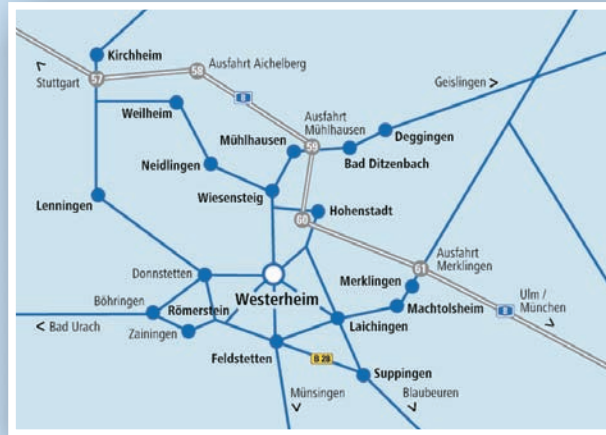 Kirchheim
Stuttgart
57
58
Ausfahrt Aichelberg
8
Geislingen
Weilheim
Ausfahrt
Mühlhausen
Mühlhausen
59
Deggingen
Bad Ditzenbach
Neidlingen
Wiesensteig
Lenningen
Hohenstadt
60
Ausfahrt
Merklingen
61
Donnstetten
Merklingen
Westerheim
Machtolsheim
8
Ulm /
München
Böhringen
Römerstein
< Bad Urach
Zainingen
Laichingen
Feldstetten
B 28
Suppingen
Münsingen
Blaubeuren